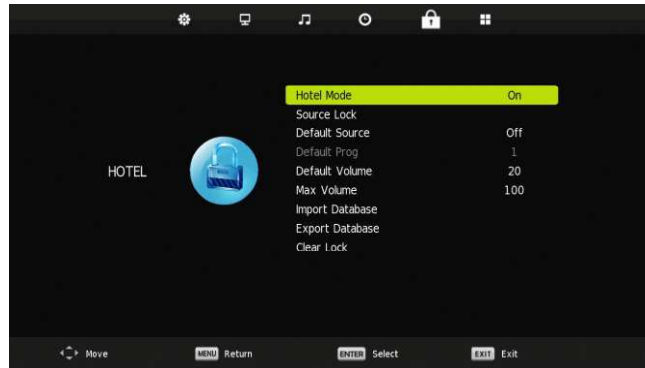 HOTEL
Hotel Mode On
Source Lock
Default Source Off
Default Prog 1
Default Volume 20
Max Volume 100
Import Database
Export Database
Clear Lock
Move MENU Return ENTER Select EXIT Exit